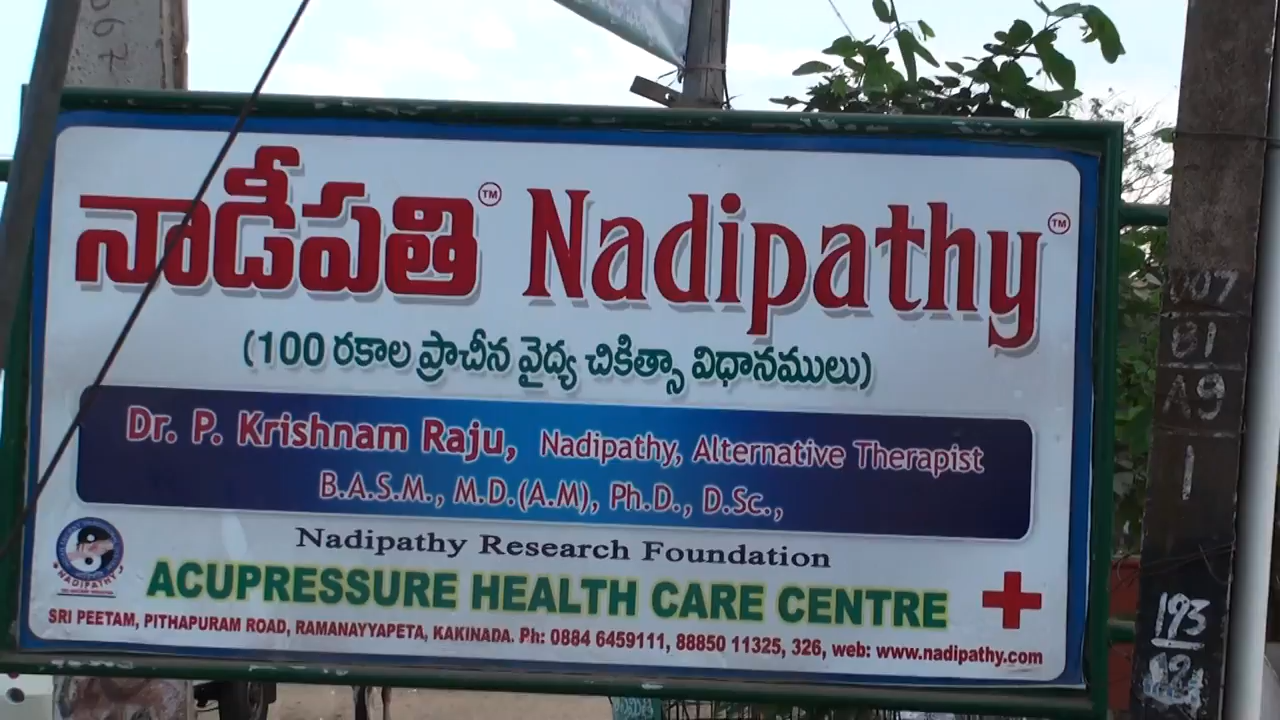 నాడీపతి™ Nadipathy™
(100 రకాల ప్రాచీన వైద్య చికిత్సా విధానములు)
Dr. P. Krishnam Raju, Nadipathy, Alternative Therapist
B.A.S.M., M.D.(A.M), Ph.D., D.Sc.,
Nadipathy Research Foundation
NADIPATHY
ACUPRESSURE HEALTH CARE CENTRE
SRI PEETAM, PITHAPURAM ROAD, RAMANAYYAPETA, KAKINADA. Ph: 0884 6459111, 88850 11325, 326, web: www.nadipathy.com
81
A9
1
193